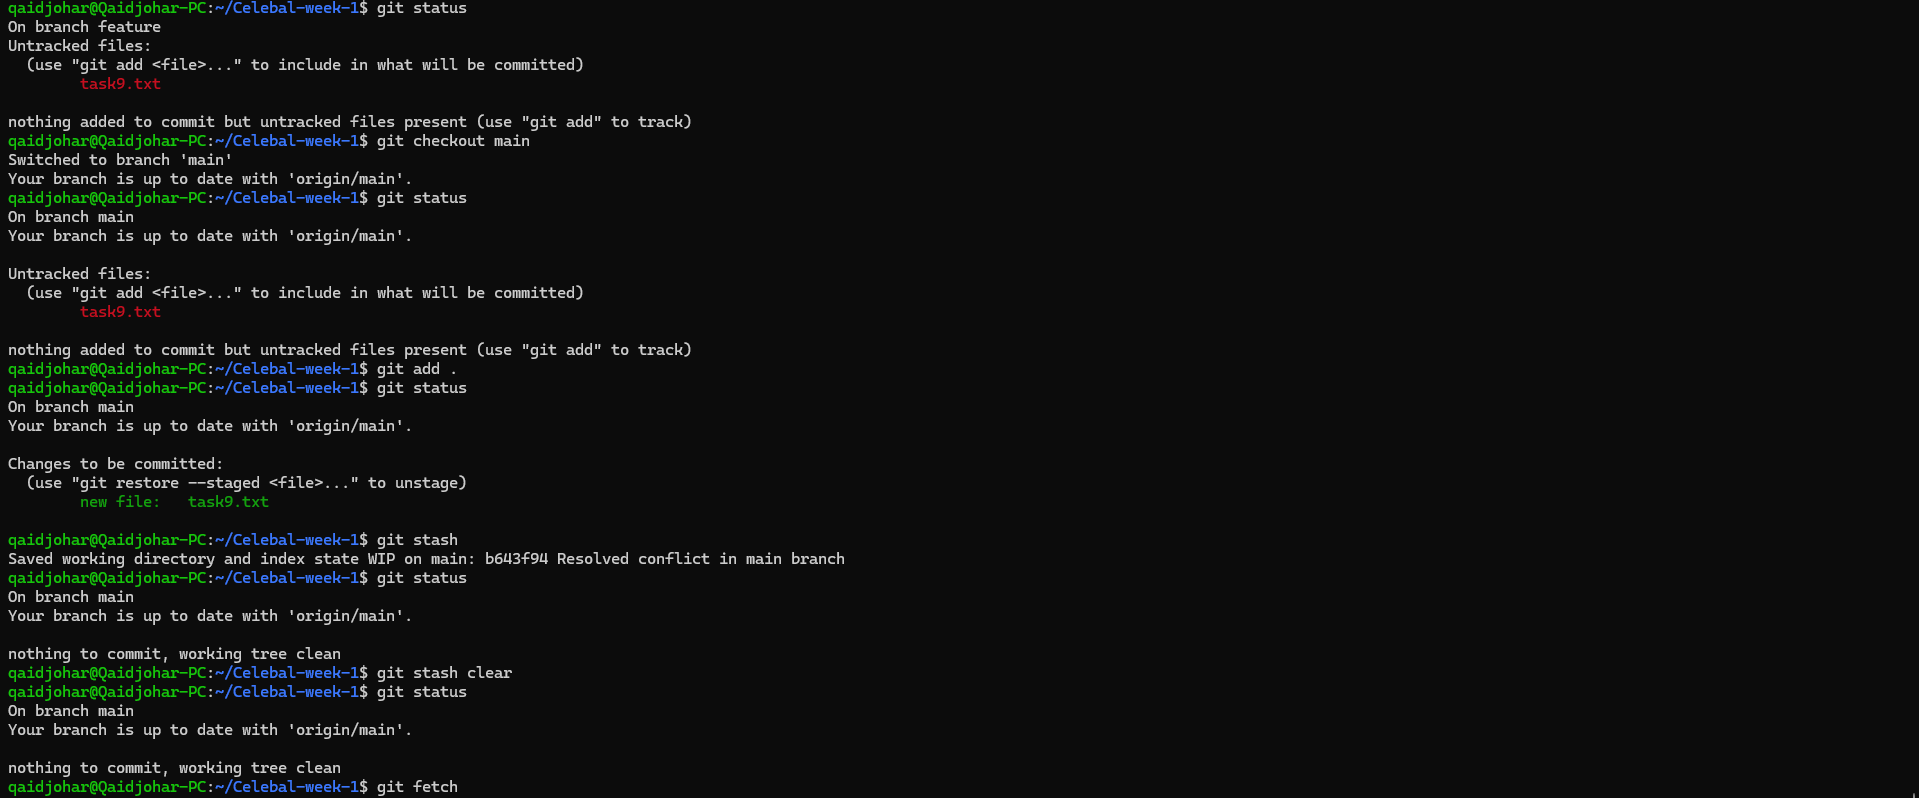 qaidjohar@Qaidjohar-PC:~/Celebal-week-1$ git status
On branch feature
Untracked files:
  (use "git add <file>..." to include in what will be committed)
        task9.txt

nothing added to commit but untracked files present (use "git add" to track)
qaidjohar@Qaidjohar-PC:~/Celebal-week-1$ git checkout main
Switched to branch 'main'
Your branch is up to date with 'origin/main'.
qaidjohar@Qaidjohar-PC:~/Celebal-week-1$ git status
On branch main
Your branch is up to date with 'origin/main'.

Untracked files:
  (use "git add <file>..." to include in what will be committed)
        task9.txt

nothing added to commit but untracked files present (use "git add" to track)
qaidjohar@Qaidjohar-PC:~/Celebal-week-1$ git add .
qaidjohar@Qaidjohar-PC:~/Celebal-week-1$ git status
On branch main
Your branch is up to date with 'origin/main'.

Changes to be committed:
  (use "git restore --staged <file>..." to unstage)
        new file:   task9.txt

qaidjohar@Qaidjohar-PC:~/Celebal-week-1$ git stash
Saved working directory and index state WIP on main: b643f94 Resolved conflict in main branch
qaidjohar@Qaidjohar-PC:~/Celebal-week-1$ git status
On branch main
Your branch is up to date with 'origin/main'.

nothing to commit, working tree clean
qaidjohar@Qaidjohar-PC:~/Celebal-week-1$ git stash clear
qaidjohar@Qaidjohar-PC:~/Celebal-week-1$ git status
On branch main
Your branch is up to date with 'origin/main'.

nothing to commit, working tree clean
qaidjohar@Qaidjohar-PC:~/Celebal-week-1$ git fetch